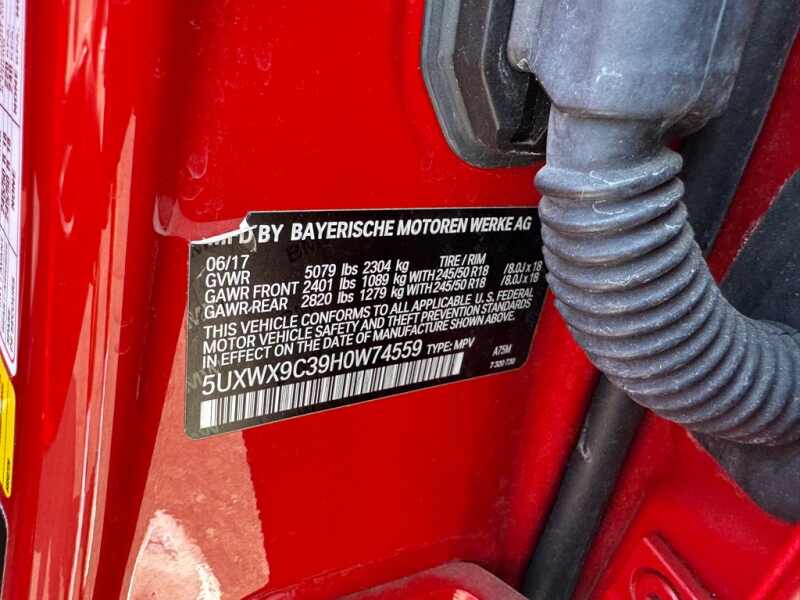 MFD BY BAYERISCHE MOTOREN WERKE AG
06/17
GVWR 5079 lbs 2304 kg TIRE/RIM
GAWR FRONT 2401 lbs 1089 kg WITH 245/50 R18 / 8.0J x 18
GAWR-REAR 2820 lbs 1279 kg WITH 245/50 R18 / 8.0J x 18
THIS VEHICLE CONFORMS TO ALL APPLICABLE U.S. FEDERAL
MOTOR VEHICLE SAFETY AND THEFT PREVENTION STANDARDS
IN EFFECT ON THE DATE OF MANUFACTURE SHOWN ABOVE.
5UXWX9C39H0W74559 TYPE: MPV A75M
T 320 730